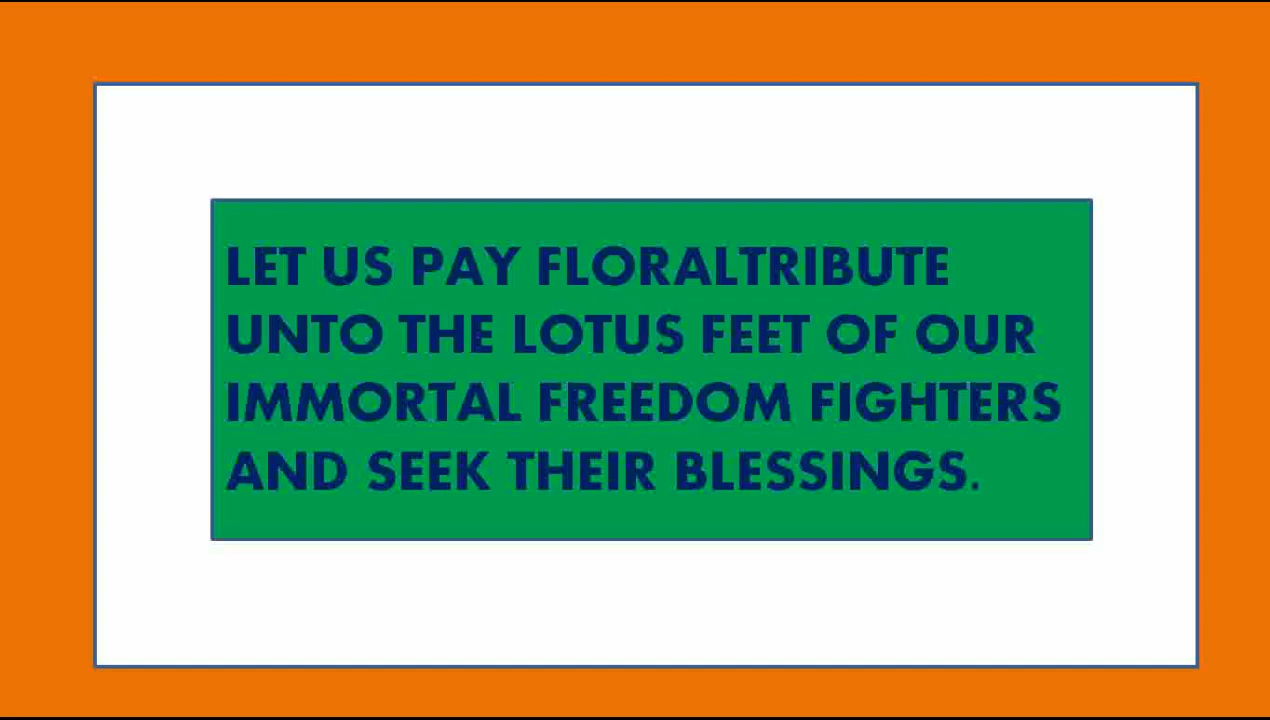 LET US PAY FLORALTRIBUTE
UNTO THE LOTUS FEET OF OUR
IMMORTAL FREEDOM FIGHTERS
AND SEEK THEIR BLESSINGS.